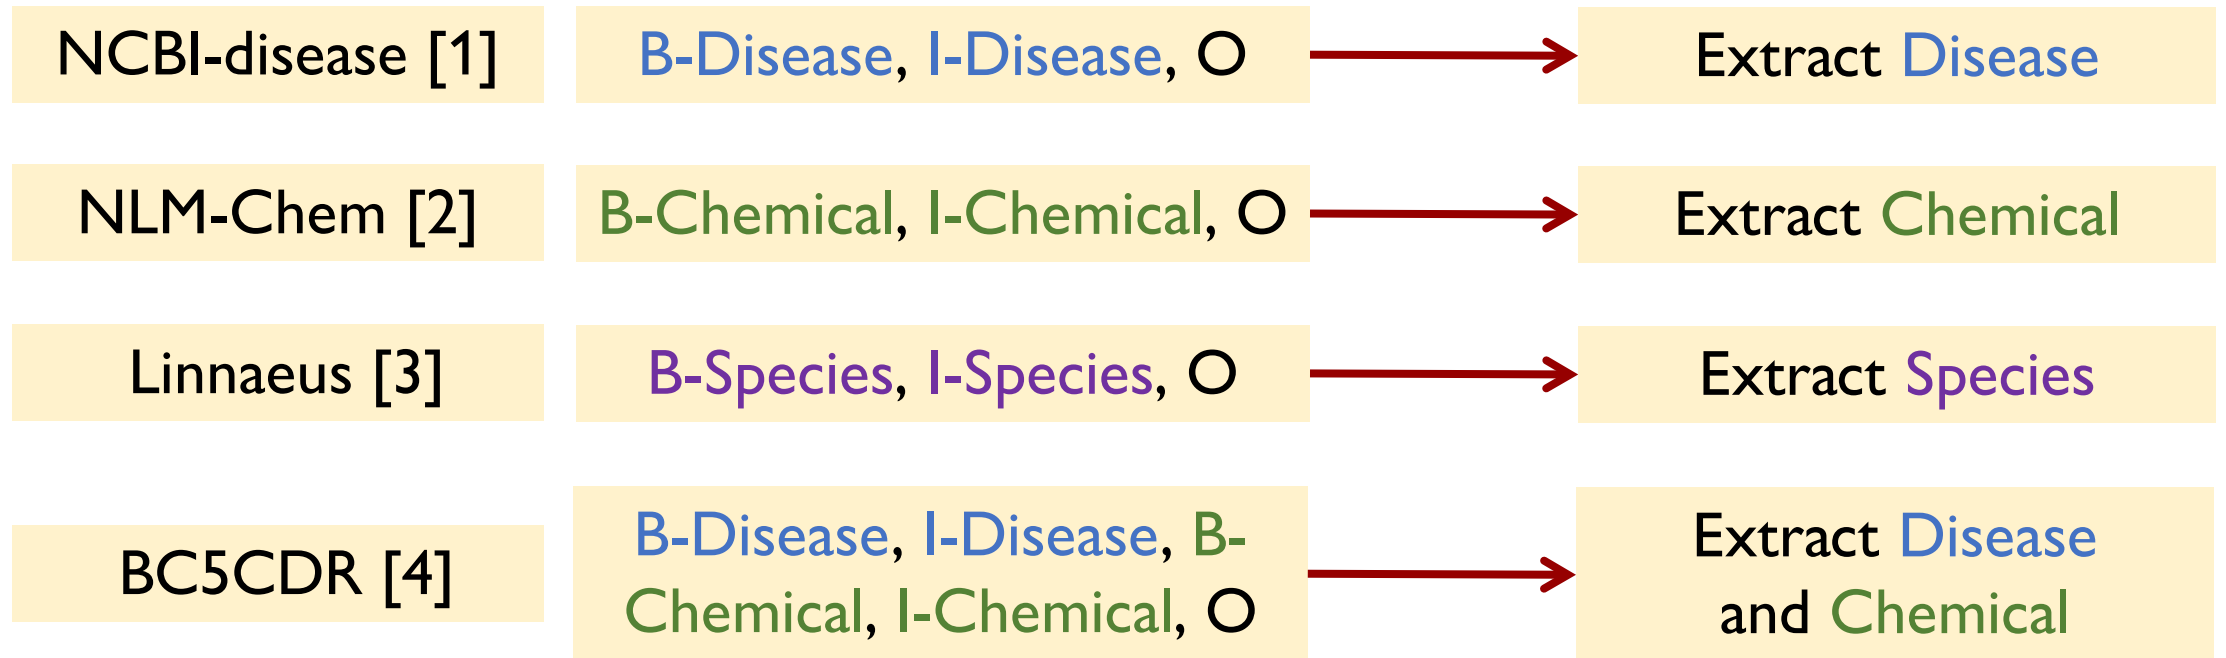 NCBI-disease [1]
B-Disease, I-Disease, O
Extract Disease
NLM-Chem [2]
B-Chemical, I-Chemical, O
Extract Chemical
Linnaeus [3]
B-Species, I-Species, O
Extract Species
BC5CDR [4]
B-Disease, I-Disease, B-
Chemical, I-Chemical, O
Extract Disease
and Chemical